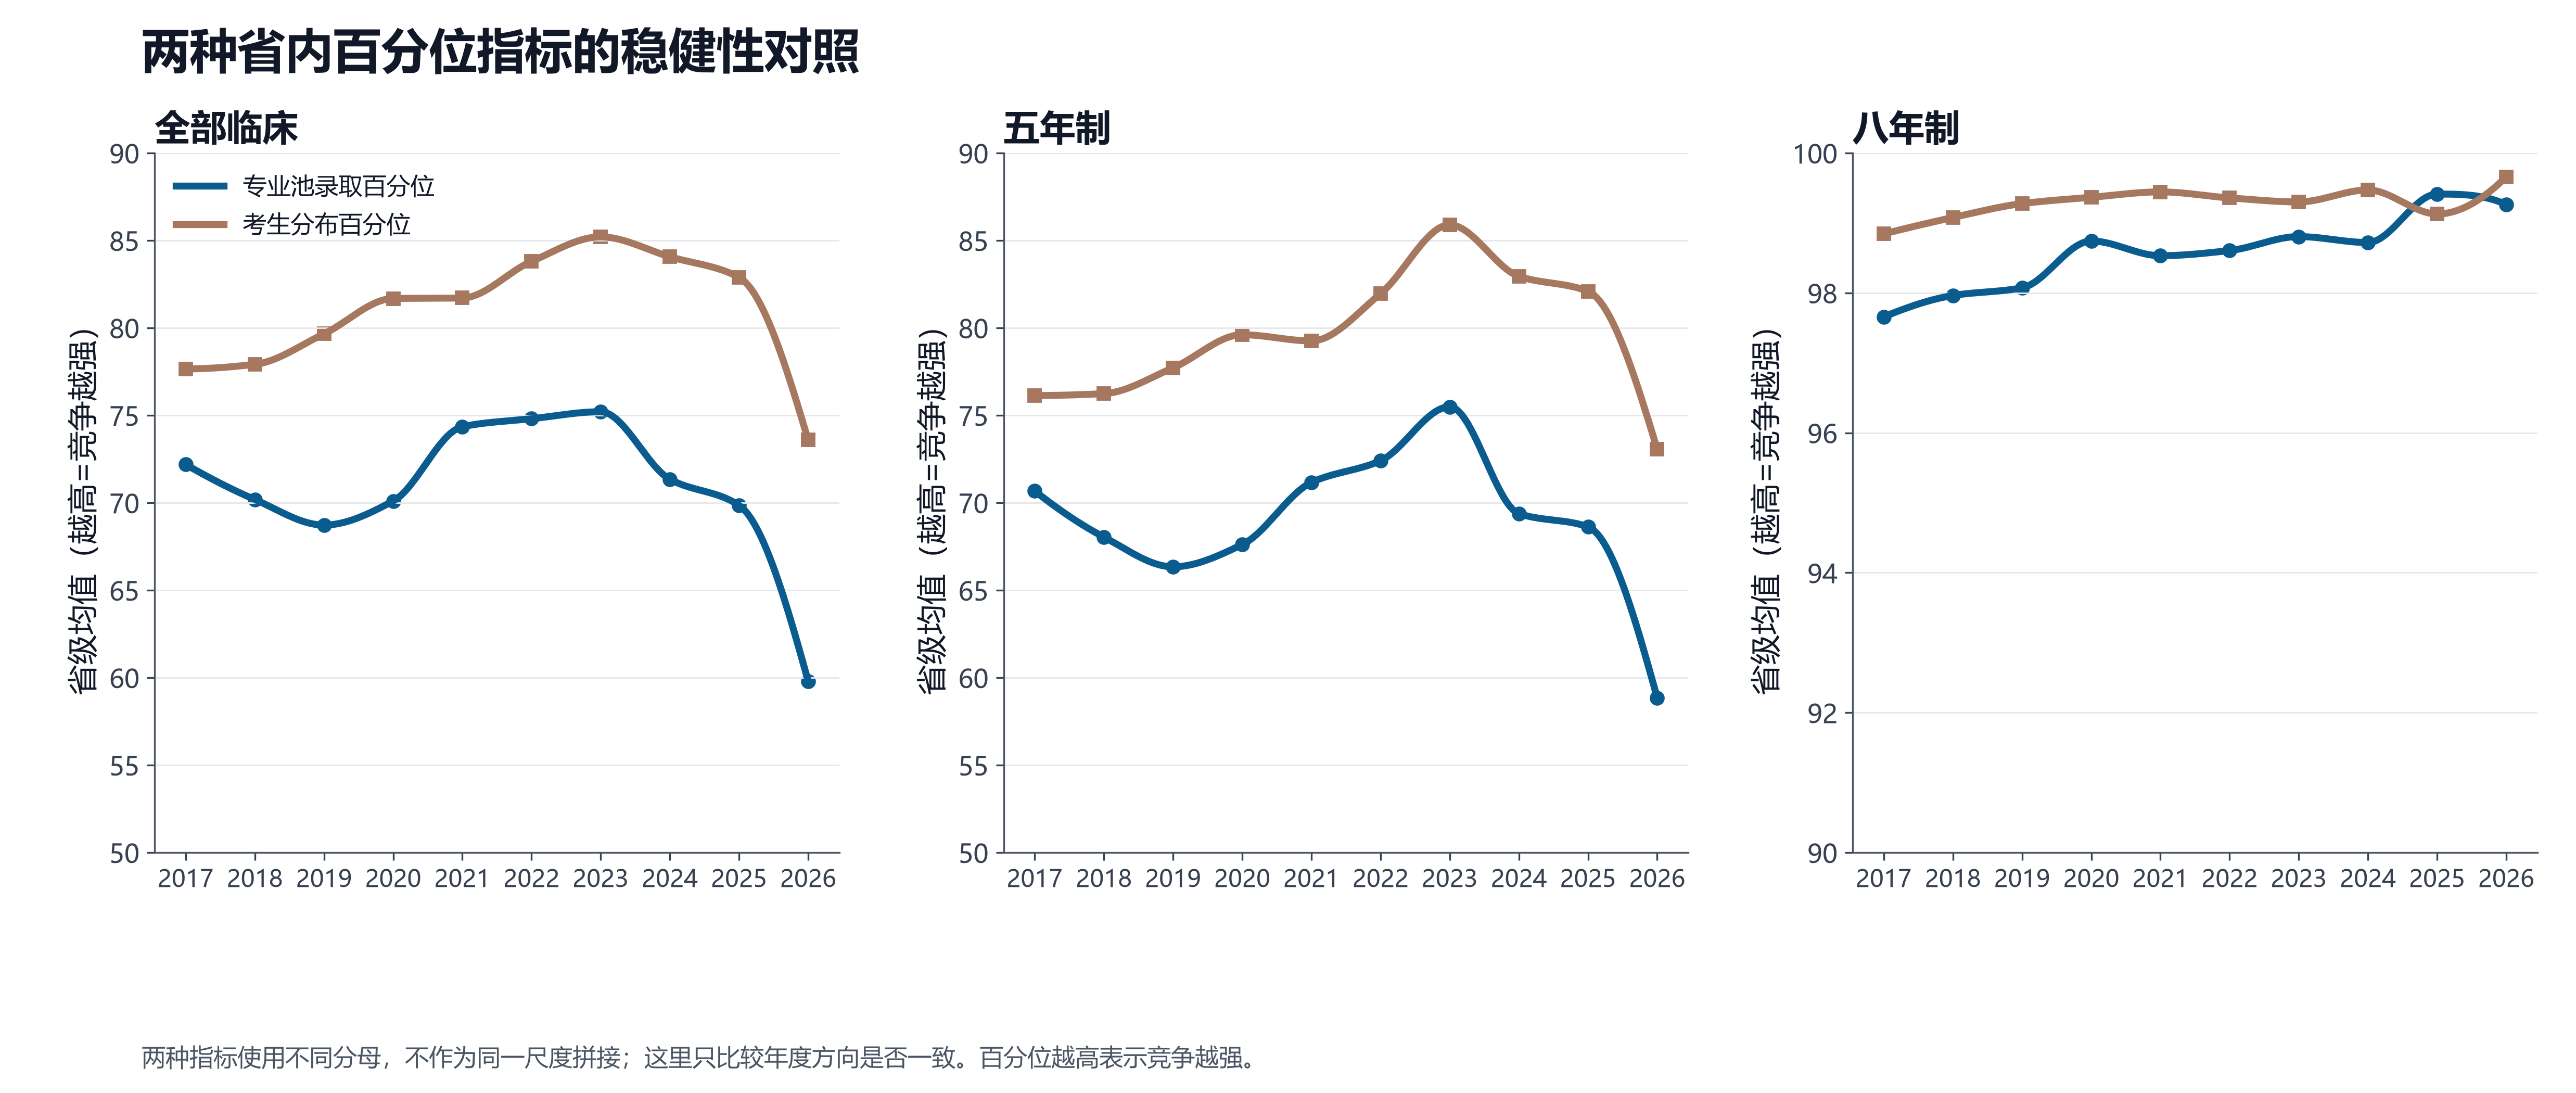 两种省内百分位指标的稳健性对照
全部临床
省级均值（越高=竞争越强）
90
85
80
75
70
65
60
55
50
专业池录取百分位
考生分布百分位
2017 2018 2019 2020 2021 2022 2023 2024 2025 2026
五年制
省级均值（越高=竞争越强）
90
85
80
75
70
65
60
55
50
2017 2018 2019 2020 2021 2022 2023 2024 2025 2026
八年制
省级均值（越高=竞争越强）
100
98
96
94
92
90
2017 2018 2019 2020 2021 2022 2023 2024 2025 2026
两种指标使用不同分母，不作为同一尺度拼接；这里只比较年度方向是否一致。百分位越高表示竞争越强。